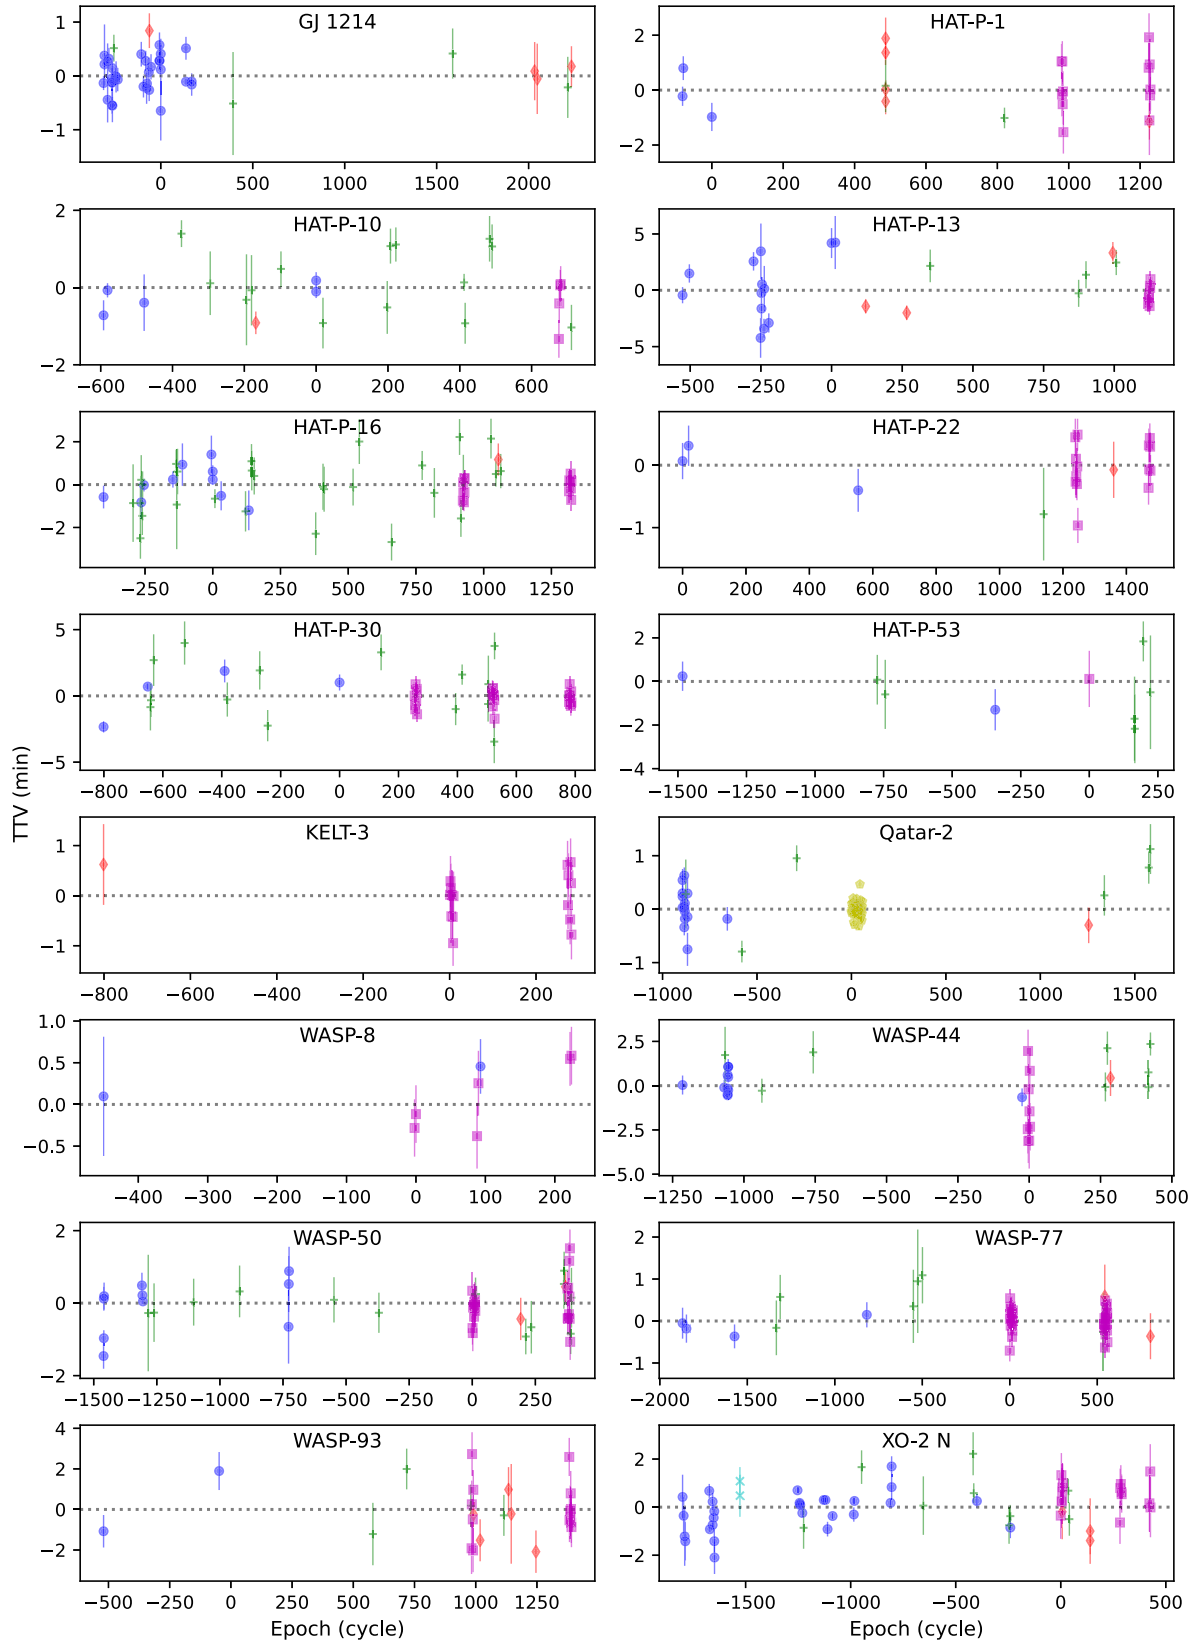 GJ 1214
1
0
−1
0 500 1000 1500 2000
HAT-P-1
2
0
−2
0 200 400 600 800 1000 1200
HAT-P-10
2
0
−2
−600 −400 −200 0 200 400 600
HAT-P-13
5
0
−5
−500 −250 0 250 500 750 1000
HAT-P-16
2
0
−2
−250 0 250 500 750 1000 1250
HAT-P-22
0
−1
0 200 400 600 800 1000 1200 1400
HAT-P-30
5
0
−5
−800 −600 −400 −200 0 200 400 600 800
HAT-P-53
2
0
−2
−4
−1500 −1250 −1000 −750 −500 −250 0 250
TTV (min)
KELT-3
1
0
−1
−800 −600 −400 −200 0 200
Qatar-2
1
0
−1
−1000 −500 0 500 1000 1500
WASP-8
1.0
0.5
0.0
−0.5
−400 −300 −200 −100 0 100 200
WASP-44
2.5
0.0
−2.5
−5.0
−1250 −1000 −750 −500 −250 0 250 500
WASP-50
2
0
−2
−1500 −1250 −1000 −750 −500 −250 0 250
WASP-77
2
1
0
−1
−2000 −1500 −1000 −500 0 500
WASP-93
4
2
0
−2
−500 −250 0 250 500 750 1000 1250
Epoch (cycle)
XO-2 N
2
0
−2
−1500 −1000 −500 0 500
Epoch (cycle)